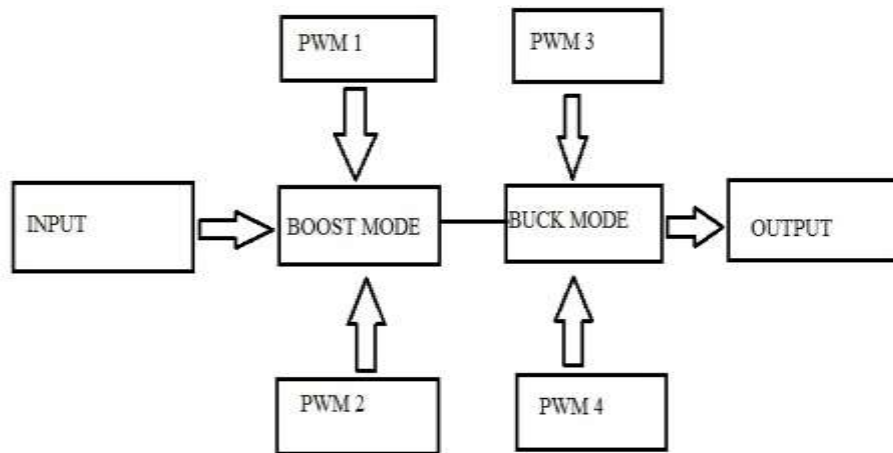 PWM 1
PWM 3
INPUT
BOOST MODE
BUCK MODE
OUTPUT
PWM 2
PWM 4